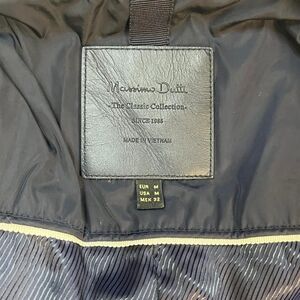 Massimo Dutti
-The Classic Collection-
SINCE 1985
MADE IN VIETNAM
EUR M
USA M
MEX 32